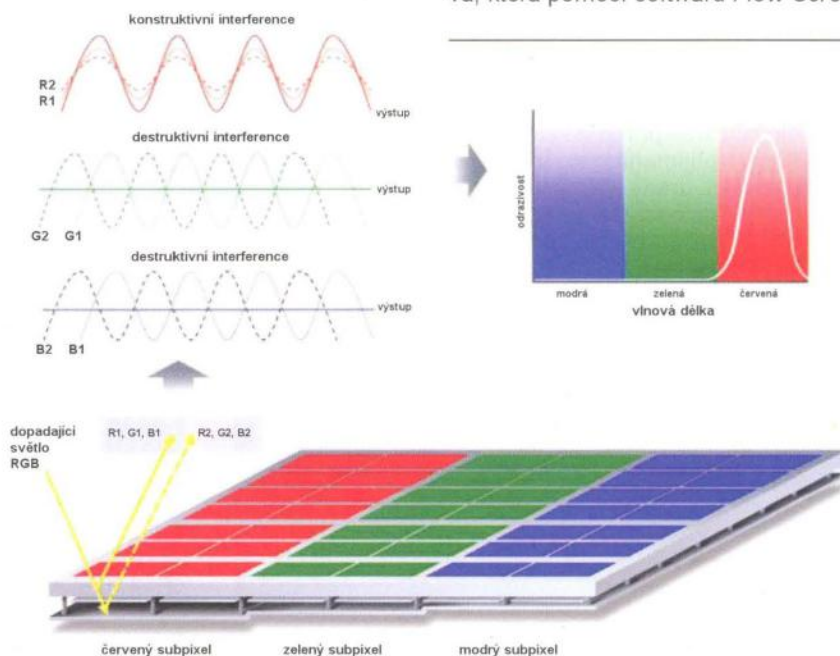 konstruktivní interference
R2
R1
výstup
destruktivní interference
výstup
G2 G1
destruktivní interference
výstup
B2 B1
odrazivost
modrá zelená červená
vlnová délka
dopadající
světlo
RGB
R1, G1, B1 R2, G2, B2
červený subpixel zelený subpixel modrý subpixel